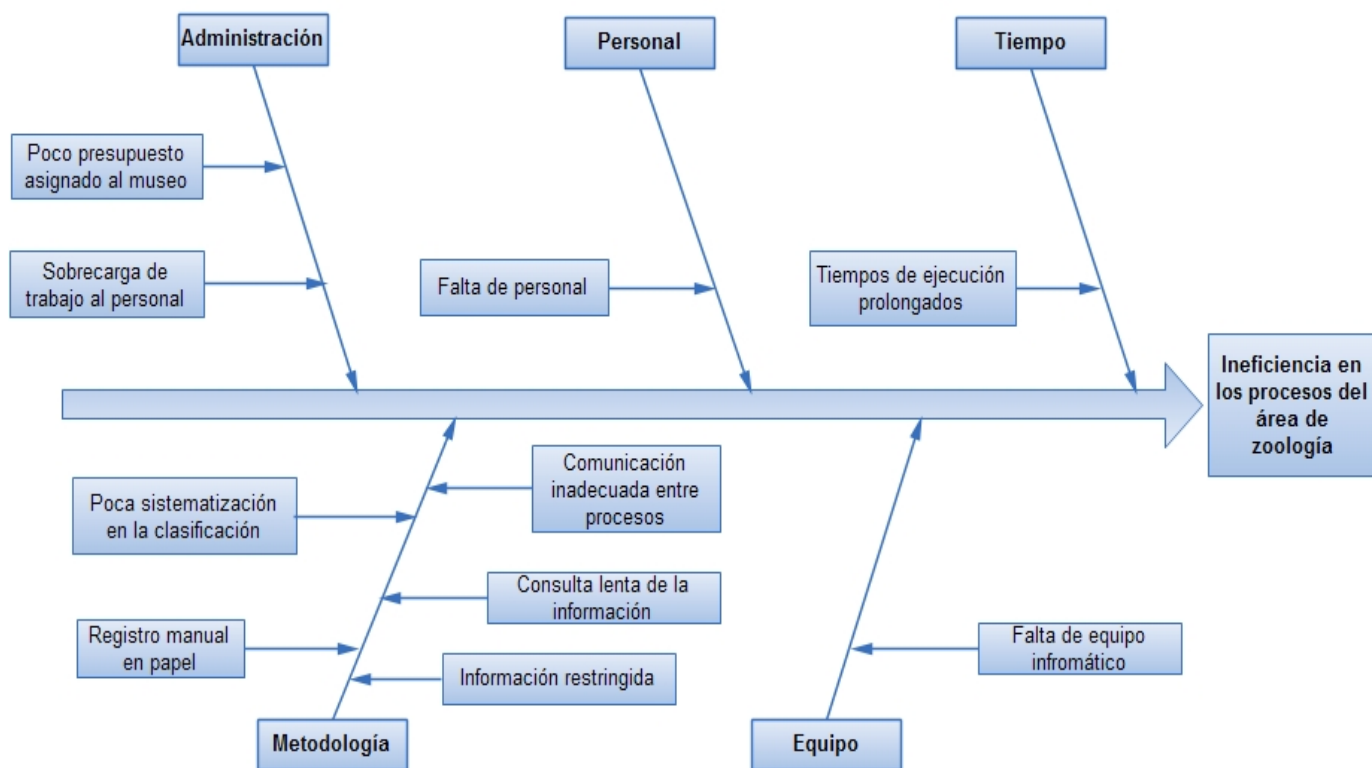 Administración
Personal
Tiempo
Poco presupuesto
asignado al museo
Sobrecarga de
trabajo al personal
Falta de personal
Tiempos de ejecución
prolongados
Ineficiencia en
los procesos del
área de
zoología
Poca sistematización
en la clasificación
Comunicación
inadecuada entre
procesos
Consulta lenta de la
información
Registro manual
en papel
Información restringida
Falta de equipo
infromático
Metodología
Equipo